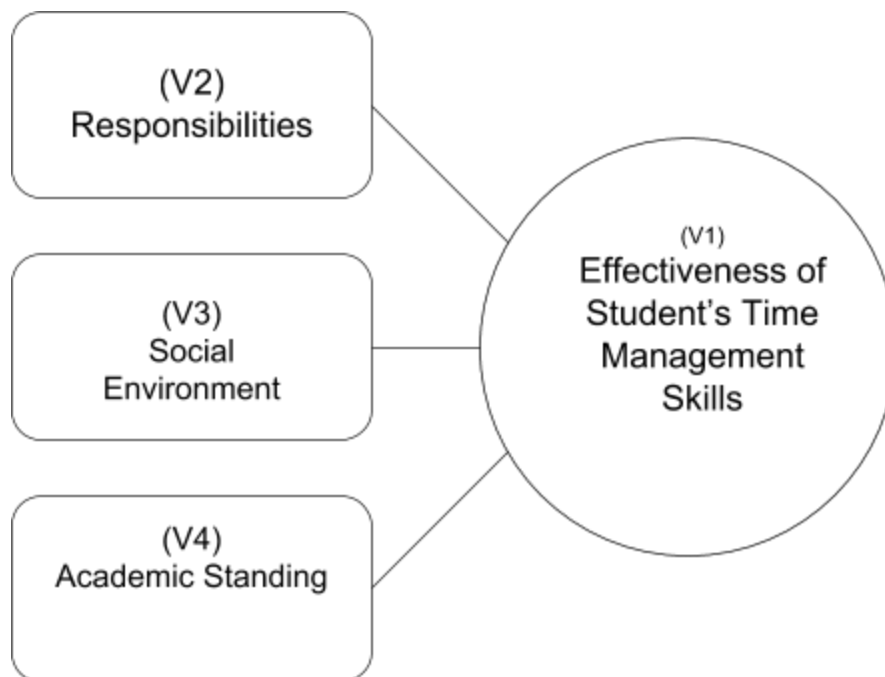 (V2)
Responsibilities
(V3)
Social
Environment
(V4)
Academic Standing
(V1)
Effectiveness of
Student’s Time
Management
Skills